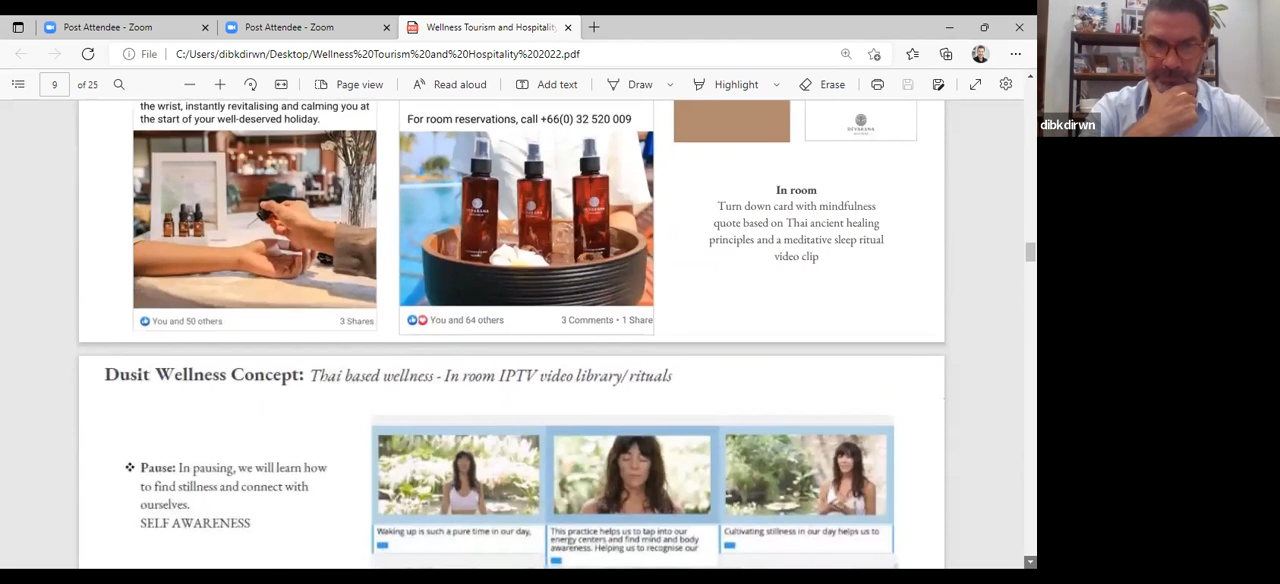 Post Attendee - Zoom
Post Attendee - Zoom
Wellness Tourism and Hospitality
File
C:/Users/dibkdirwn/Desktop/Wellness%20Tourism%20and%20Hospitality%202022.pdf
9 of 25
Page view
Read aloud
Add text
Draw
Highlight
Erase
dibkdirwn
the wrist, instantly revitalising and calming you at
the start of your well-deserved holiday.
You and 50 others
3 Shares
For room reservations, call +66(0) 32 520 009
You and 64 others
3 Comments • 1 Share
DEVARANA
In room
Turn down card with mindfulness
quote based on Thai ancient healing
principles and a meditative sleep ritual
video clip
Dusit Wellness Concept: Thai based wellness - In room IPTV video library/rituals
❖ Pause: In pausing, we will learn how
to find stillness and connect with
ourselves.
SELF AWARENESS
Waking up is such a pure time in our day,
This practice helps us to tap into our
energy centers and find mind and body
awareness. Helping us to recognise our
Cultivating stillness in our day helps us to